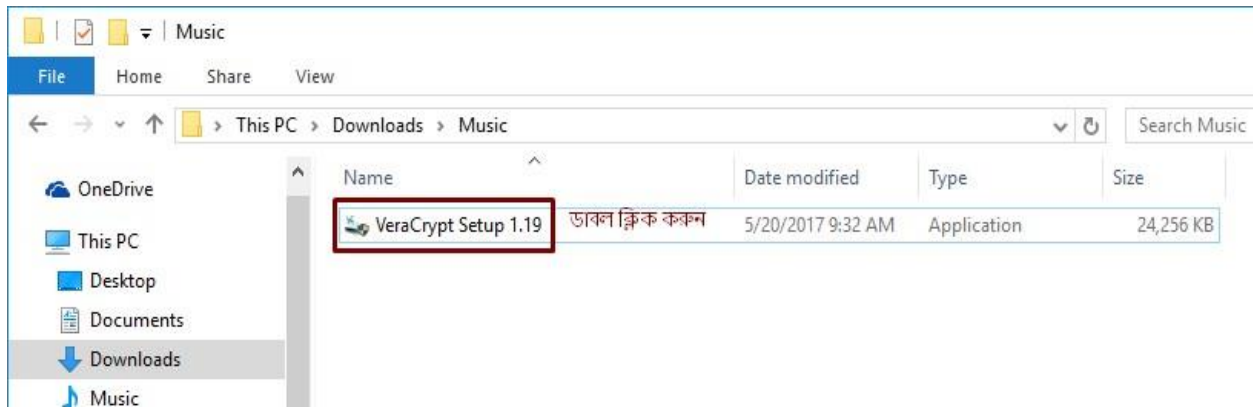 Music
File Home Share View
This PC > Downloads > Music
Search Music
Name Date modified Type Size
OneDrive
VeraCrypt Setup 1.19 ডাবল ক্লিক করুন 5/20/2017 9:32 AM Application 24,256 KB
This PC
Desktop
Documents
Downloads
Music